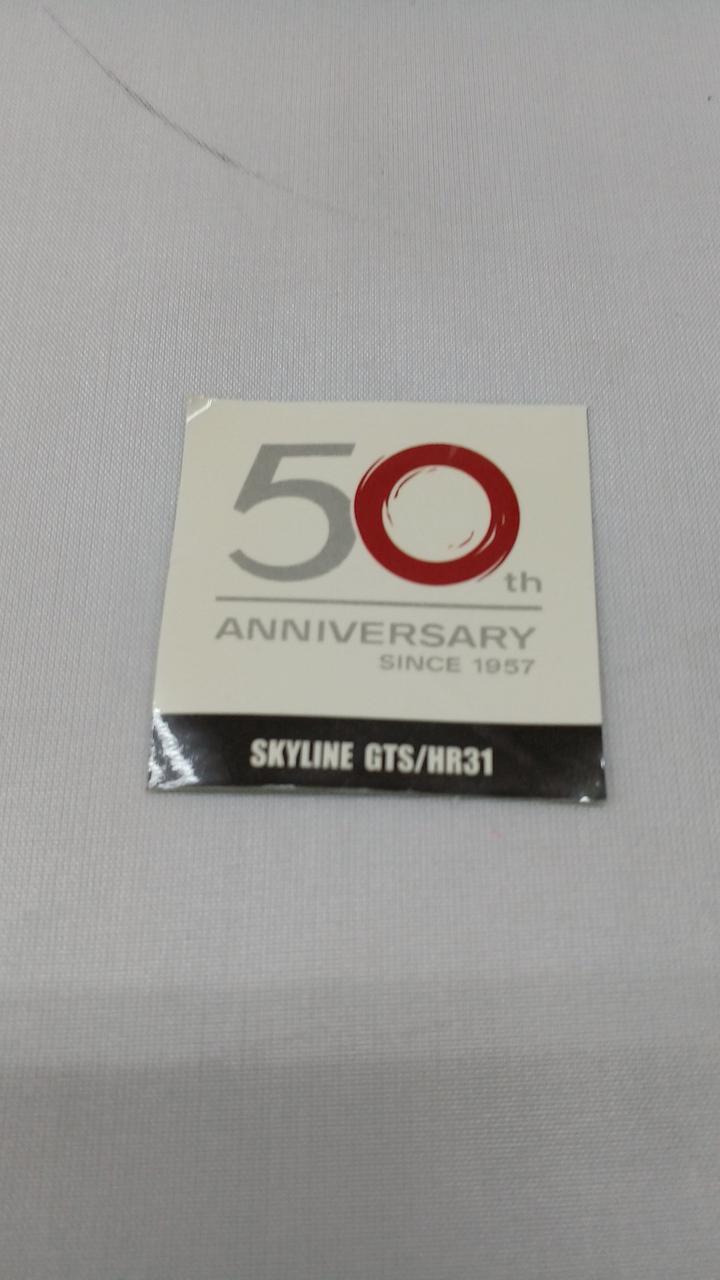 50th
ANNIVERSARY
SINCE 1957
SKYLINE GTS/HR31